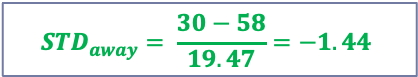 STD_away = (30 − 58) / 19.47 = −1.44